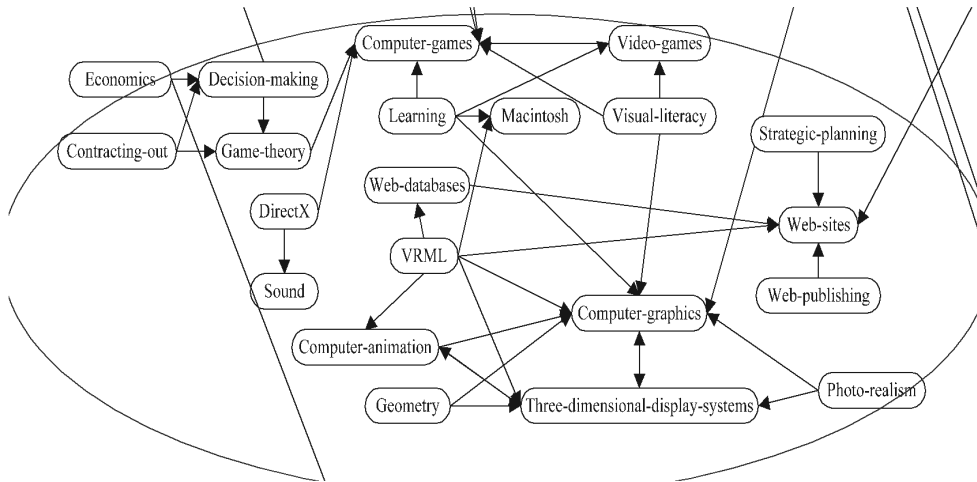 Computer-games
Video-games
Economics
Decision-making
Learning
Macintosh
Visual-literacy
Contracting-out
Game-theory
Strategic-planning
Web-databases
DirectX
Web-sites
VRML
Sound
Web-publishing
Computer-graphics
Computer-animation
Geometry
Three-dimensional-display-systems
Photo-realism